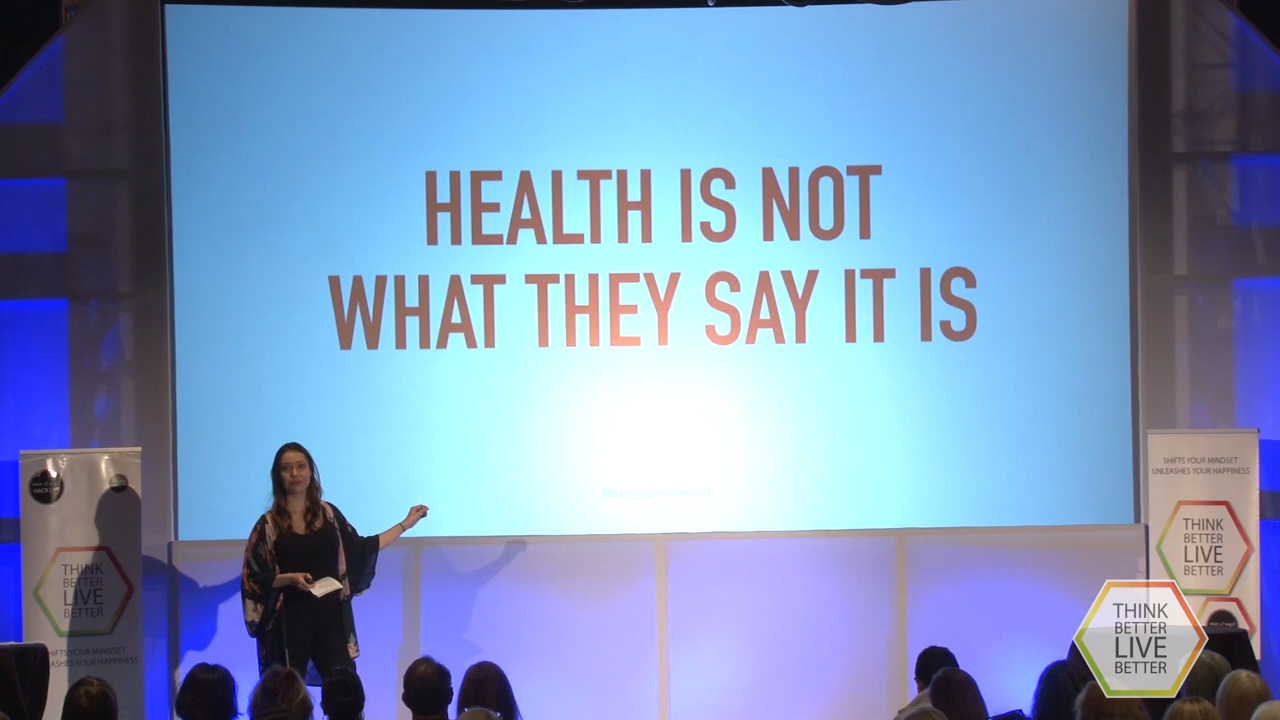 HEALTH IS NOT
WHAT THEY SAY IT IS
THINK
BETTER
LIVE
BETTER
SHIFTS YOUR MINDSET
UNLEASHES YOUR HAPPINESS
THINK
BETTER
LIVE
BETTER
THINK
BETTER
LIVE
BETTER